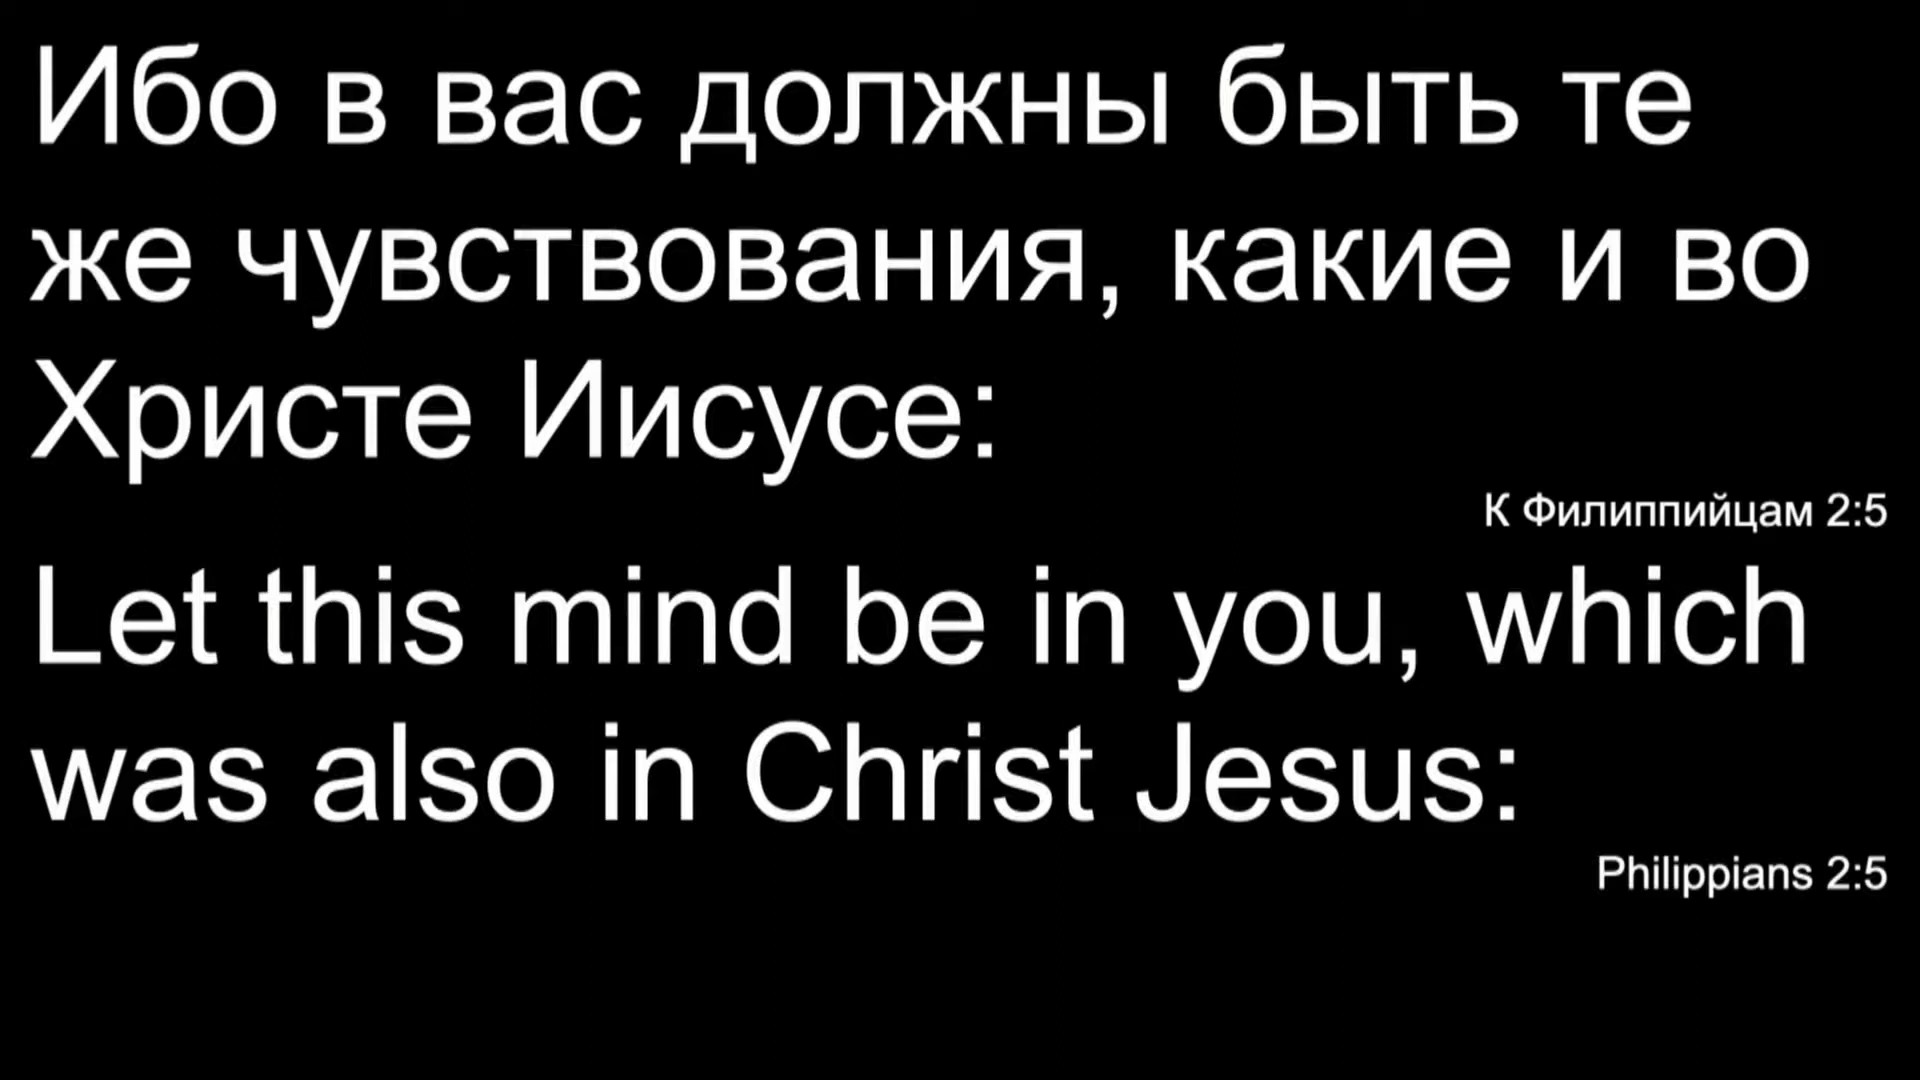 Ибо в вас должны быть те
же чувствования, какие и во
Христе Иисусе:
К Филиппийцам 2:5
Let this mind be in you, which
was also in Christ Jesus:
Philippians 2:5